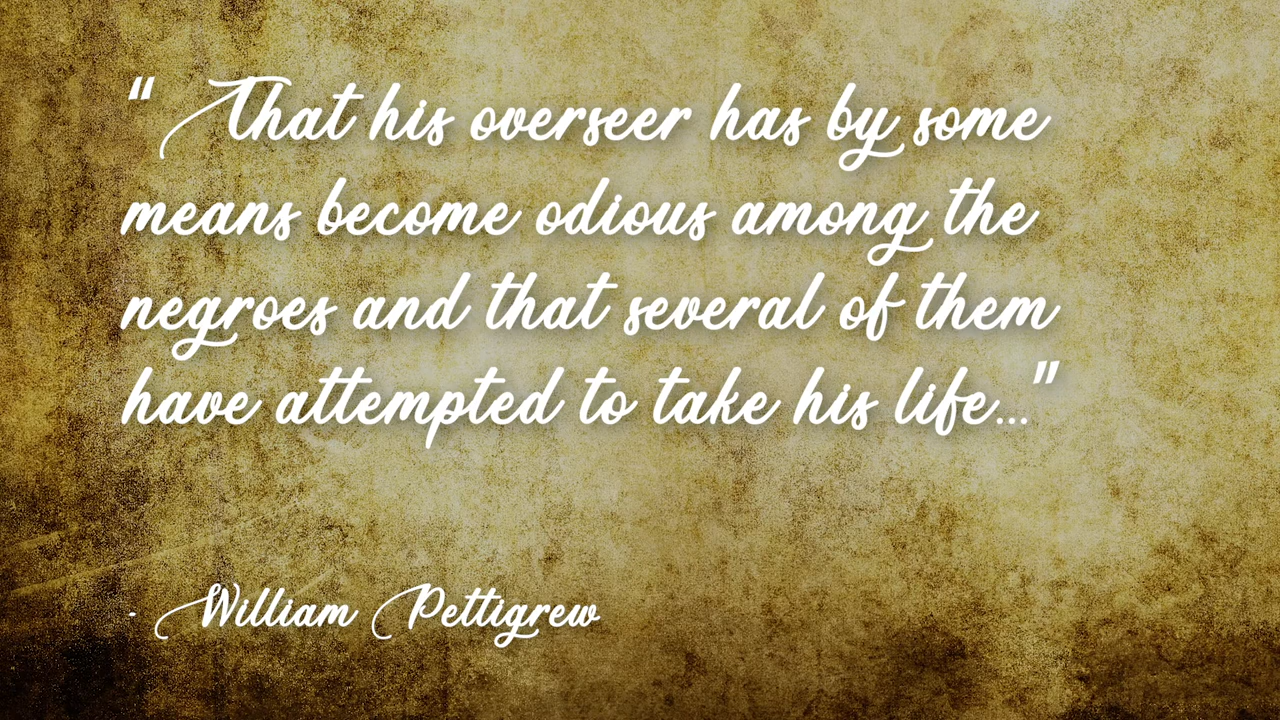 " That his overseer has by some
means become odious among the
negroes and that several of them
have attempted to take his life..."
- William Pettigrew